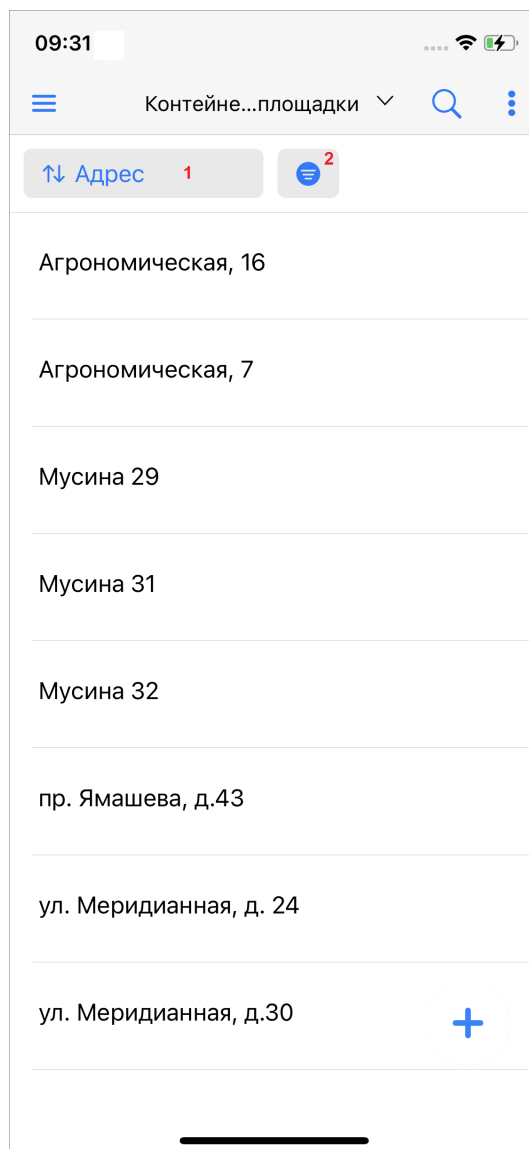 09:31
Контейне...площадки
Адрес 1
2
Агрономическая, 16
Агрономическая, 7
Мусина 29
Мусина 31
Мусина 32
пр. Ямашева, д.43
ул. Меридианная, д. 24
ул. Меридианная, д.30